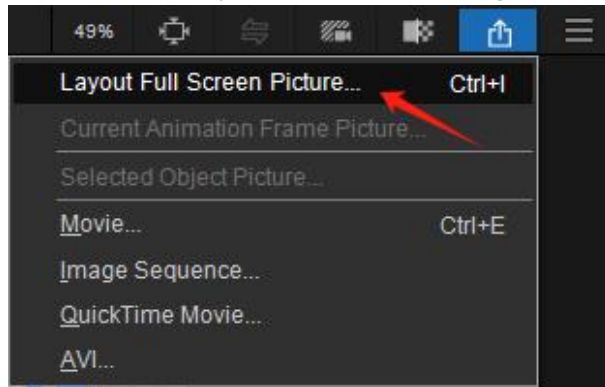 49%
Layout Full Screen Picture... Ctrl+I
Current Animation Frame Picture...
Selected Object Picture...
Movie... Ctrl+E
Image Sequence...
QuickTime Movie...
AVI...